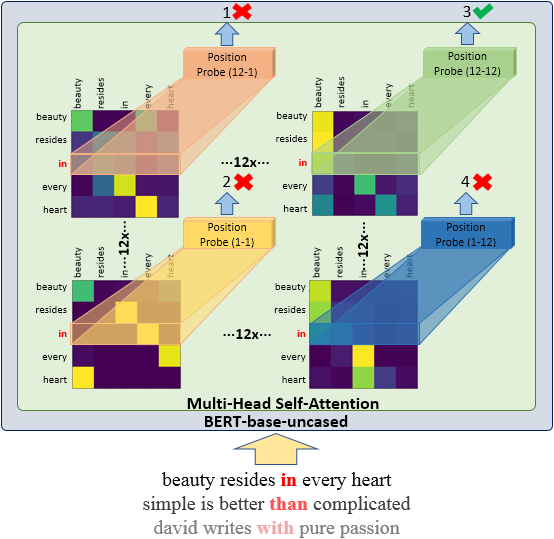 1
3
Position
Probe (12-1)
Position
Probe (12-12)
beauty
resides
in
every
heart
beauty
resides
in
every
heart
beauty
resides
in
every
heart
beauty
resides
in
every
heart
···12x···
2
4
Position
Probe (1-1)
Position
Probe (1-12)
···12x···
···12x···
beauty
resides
in
every
heart
beauty
resides
in
every
heart
beauty
resides
in
every
heart
beauty
resides
in
every
heart
···12x···
Multi-Head Self-Attention
BERT-base-uncased
beauty resides in every heart
simple is better than complicated
david writes with pure passion